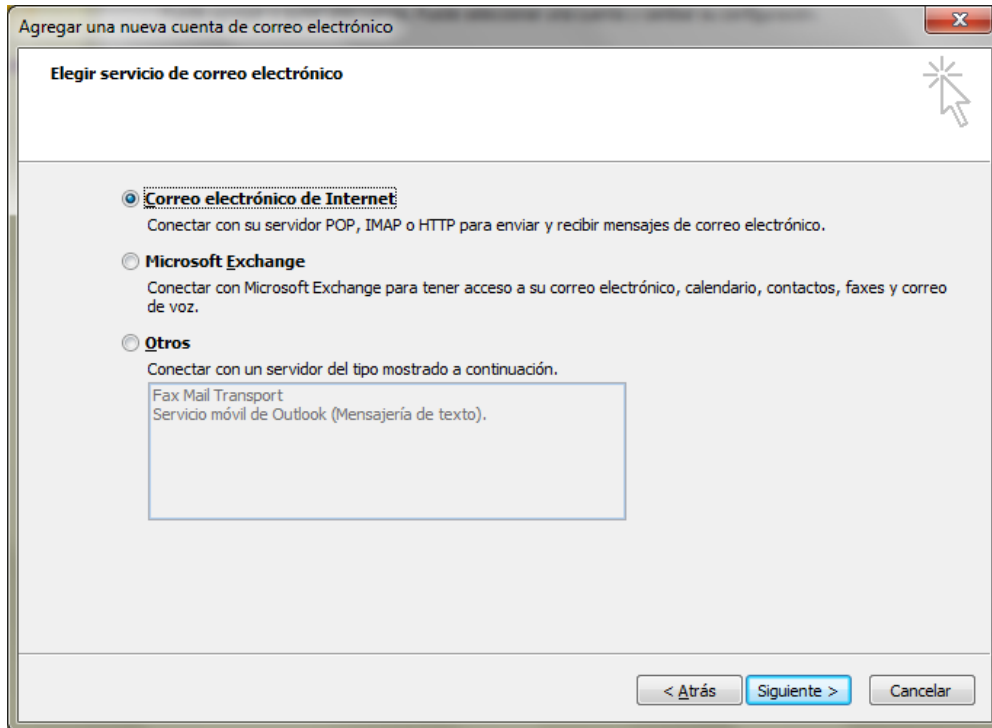 Agregar una nueva cuenta de correo electrónico
Elegir servicio de correo electrónico
Correo electrónico de Internet
Conectar con su servidor POP, IMAP o HTTP para enviar y recibir mensajes de correo electrónico.
Microsoft Exchange
Conectar con Microsoft Exchange para tener acceso a su correo electrónico, calendario, contactos, faxes y correo
de voz.
Otros
Conectar con un servidor del tipo mostrado a continuación.
Fax Mail Transport
Servicio móvil de Outlook (Mensajería de texto).
< Atrás
Siguiente >
Cancelar